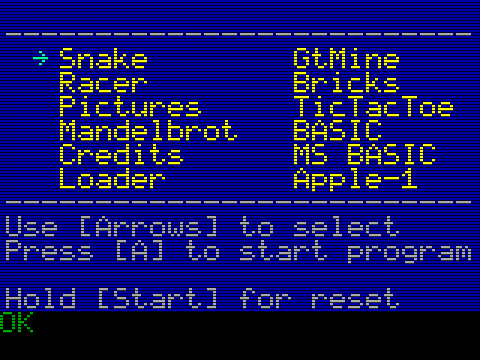 → Snake GtMine
Racer Bricks
Pictures TicTacToe
Mandelbrot BASIC
Credits MS BASIC
Loader Apple-1
Use [Arrows] to select
Press [A] to start program
Hold [Start] for reset
OK